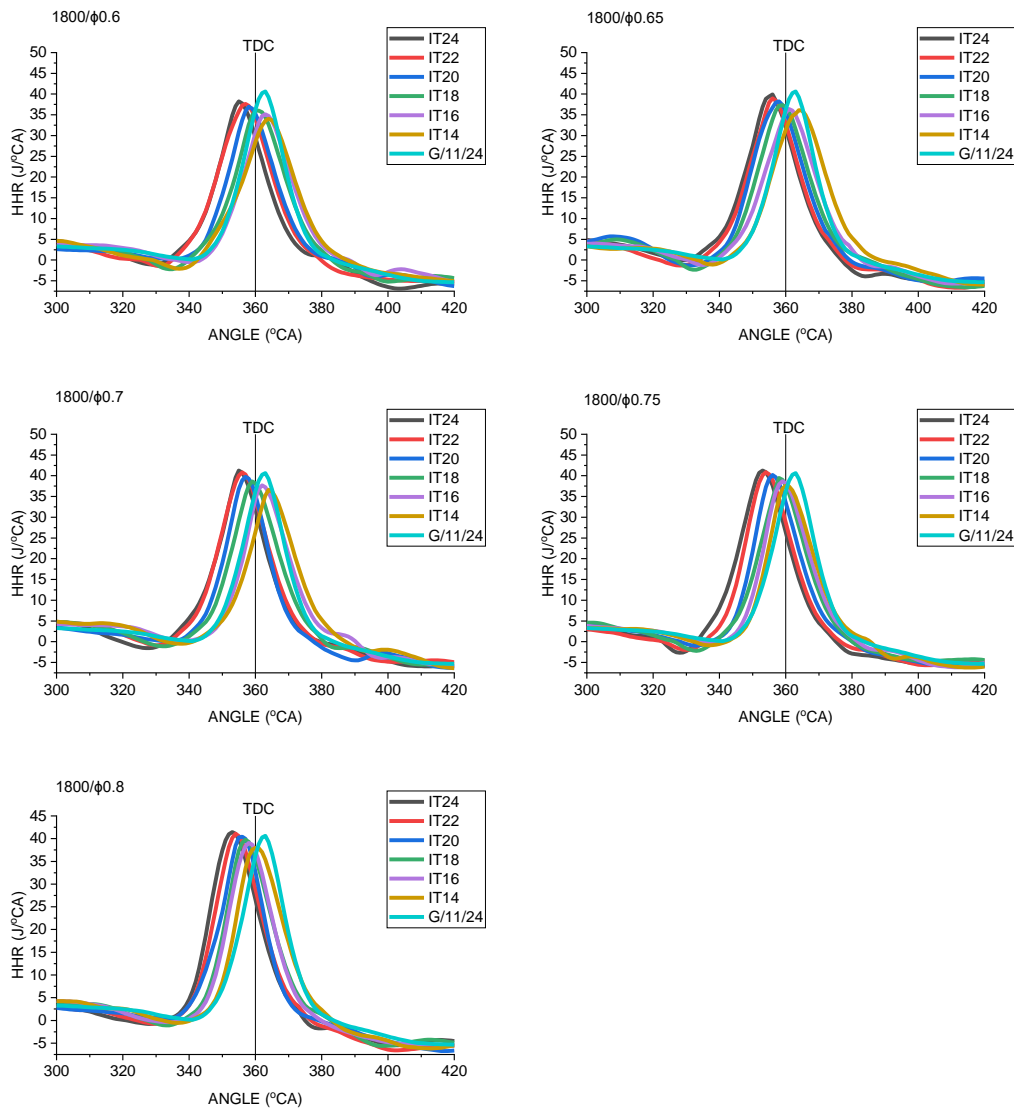 1800/ϕ0.6
TDC
IT24
IT22
IT20
IT18
IT16
IT14
G/11/24
50
45
40
35
30
25
20
15
10
5
0
-5
HHR (J/ºCA)
300 320 340 360 380 400 420
ANGLE (ºCA)
1800/ϕ0.65
TDC
IT24
IT22
IT20
IT18
IT16
IT14
G/11/24
50
45
40
35
30
25
20
15
10
5
0
-5
HHR (J/ºCA)
300 320 340 360 380 400 420
ANGLE (ºCA)
1800/ϕ0.7
TDC
IT24
IT22
IT20
IT18
IT16
IT14
G/11/24
50
45
40
35
30
25
20
15
10
5
0
-5
HHR (J/ºCA)
300 320 340 360 380 400 420
ANGLE (ºCA)
1800/ϕ0.75
TDC
IT24
IT22
IT20
IT18
IT16
IT14
G/11/24
50
45
40
35
30
25
20
15
10
5
0
-5
HHR (J/ºCA)
300 320 340 360 380 400 420
ANGLE (ºCA)
1800/ϕ0.8
TDC
IT24
IT22
IT20
IT18
IT16
IT14
G/11/24
45
40
35
30
25
20
15
10
5
0
-5
HHR (J/ºCA)
300 320 340 360 380 400 420
ANGLE (ºCA)